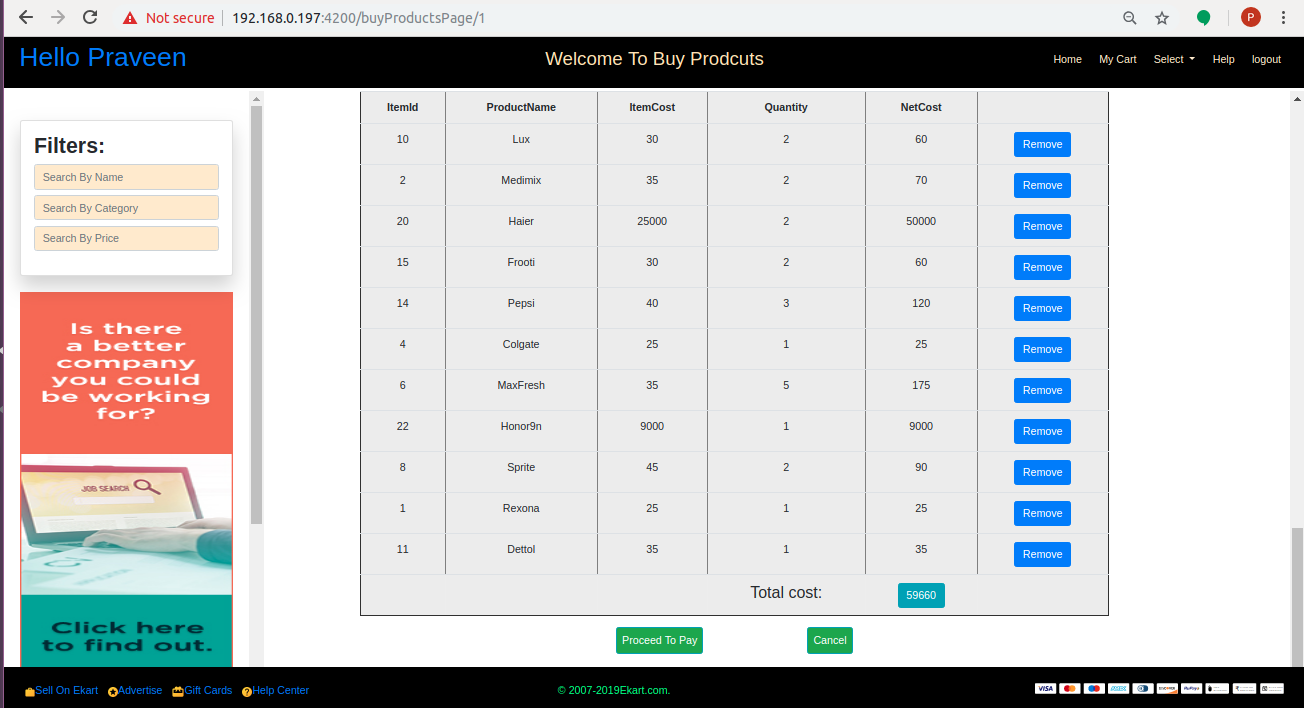 Not secure
192.168.0.197:4200/buyProductsPage/1
P
Hello Praveen
Welcome To Buy Prodcuts
Home My Cart Select Help logout
Filters:
Search By Name
Search By Category
Search By Price
Is there
a better
company
you could
be working
for?
JOB SEARCH
Click here
to find out.
ItemId ProductName ItemCost Quantity NetCost
10 Lux 30 2 60 Remove
2 Medimix 35 2 70 Remove
20 Haier 25000 2 50000 Remove
15 Frooti 30 2 60 Remove
14 Pepsi 40 3 120 Remove
4 Colgate 25 1 25 Remove
6 MaxFresh 35 5 175 Remove
22 Honor9n 9000 1 9000 Remove
8 Sprite 45 2 90 Remove
1 Rexona 25 1 25 Remove
11 Dettol 35 1 35 Remove
Total cost: 59660
Proceed To Pay Cancel
Sell On Ekart Advertise Gift Cards Help Center
© 2007-2019Ekart.com.
VISA